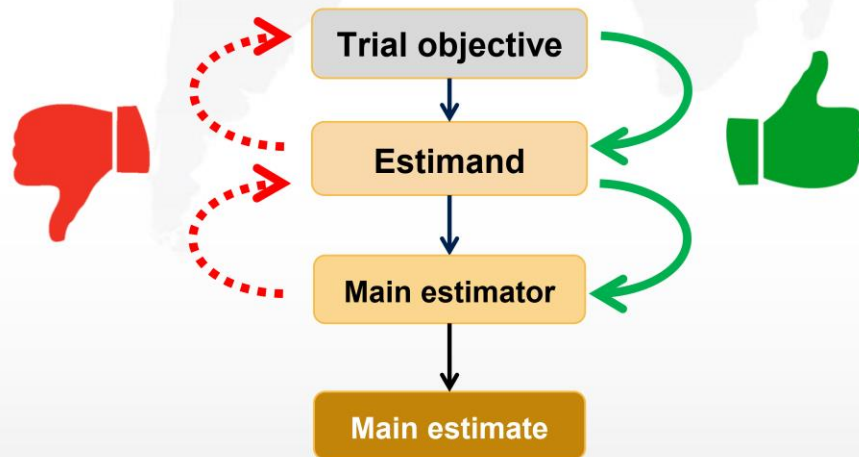 Trial objective
Estimand
Main estimator
Main estimate